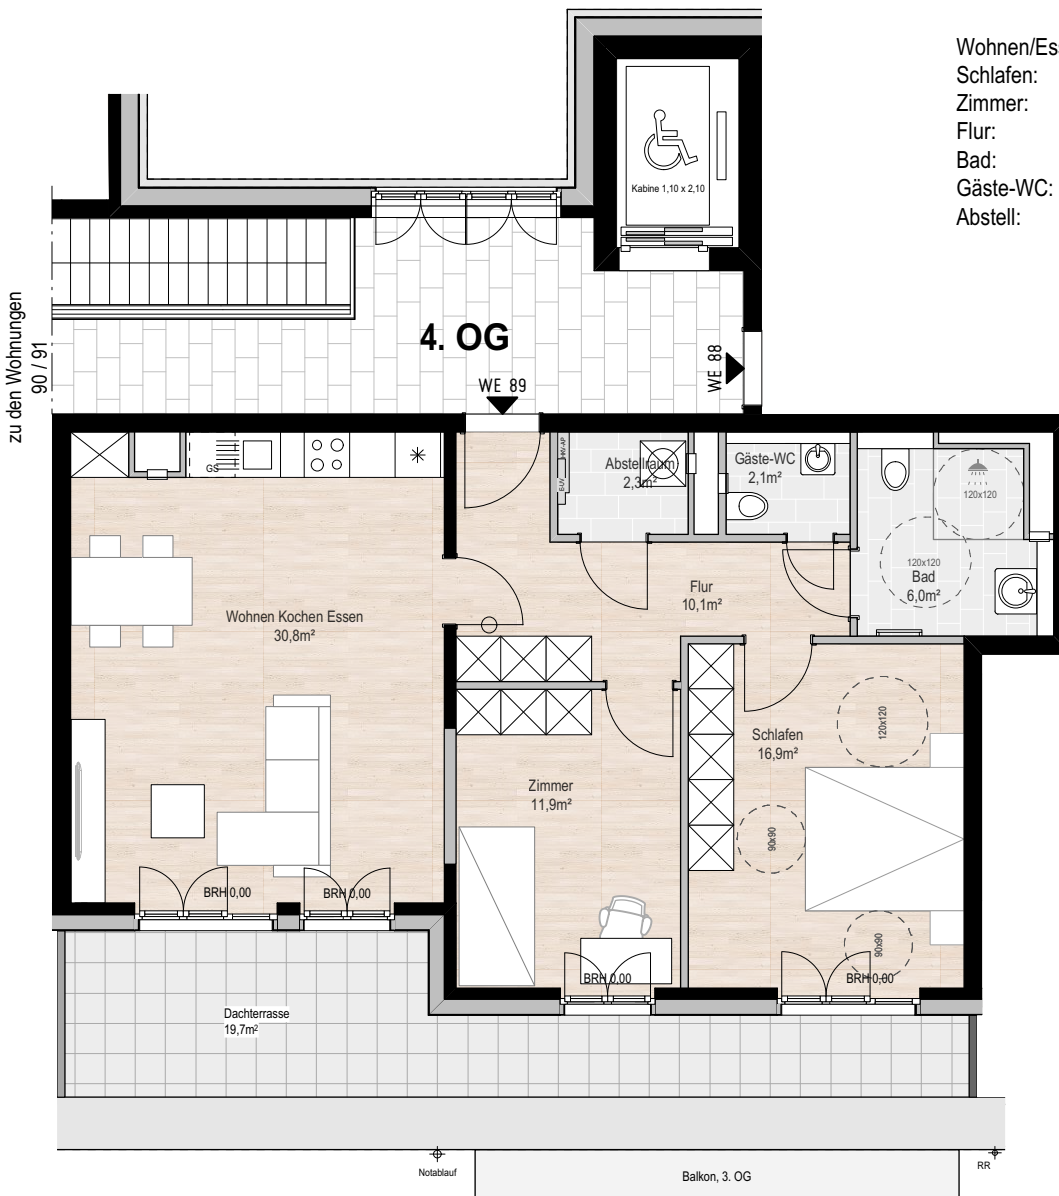 Wohnen/Es
Schlafen:
Zimmer:
Flur:
Bad:
Gäste-WC:
Abstell:
Kabine 1,10 x 2,10
zu den Wohnungen
90 / 91
4. OG
WE 89
WE 88
GS
HKV-AP
Abstellraum
2,3m²
Gäste-WC
2,1m²
120x120
120x120
Bad
6,0m²
Flur
10,1m²
Wohnen Kochen Essen
30,8m²
Schlafen
16,9m²
120x120
Zimmer
11,9m²
90x90
BRH 0,00
BRH 0,00
90x90
BRH 0,00
BRH 0,00
Dachterrasse
19,7m²
Notablauf
Balkon, 3. OG
RR